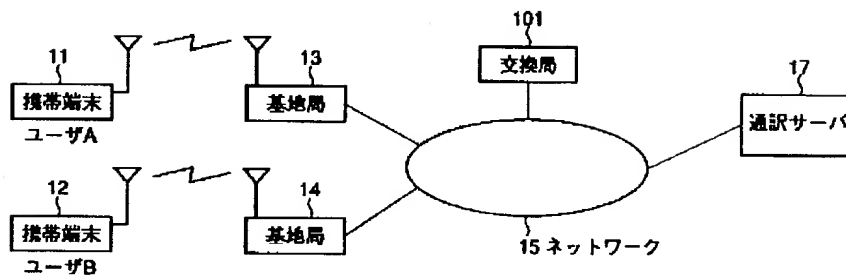 101
交換局
11
携帯端末
ユーザA
13
基地局
17
通訳サーバ
12
携帯端末
ユーザB
14
基地局
15 ネットワーク